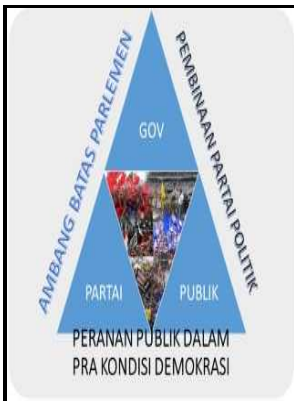 AMBANG BATAS PARLEMEN
PEMBINAAN PARTAI POLITIK
GOV
PARTAI
PUBLIK
PERANAN PUBLIK DALAM
PRA KONDISI DEMOKRASI